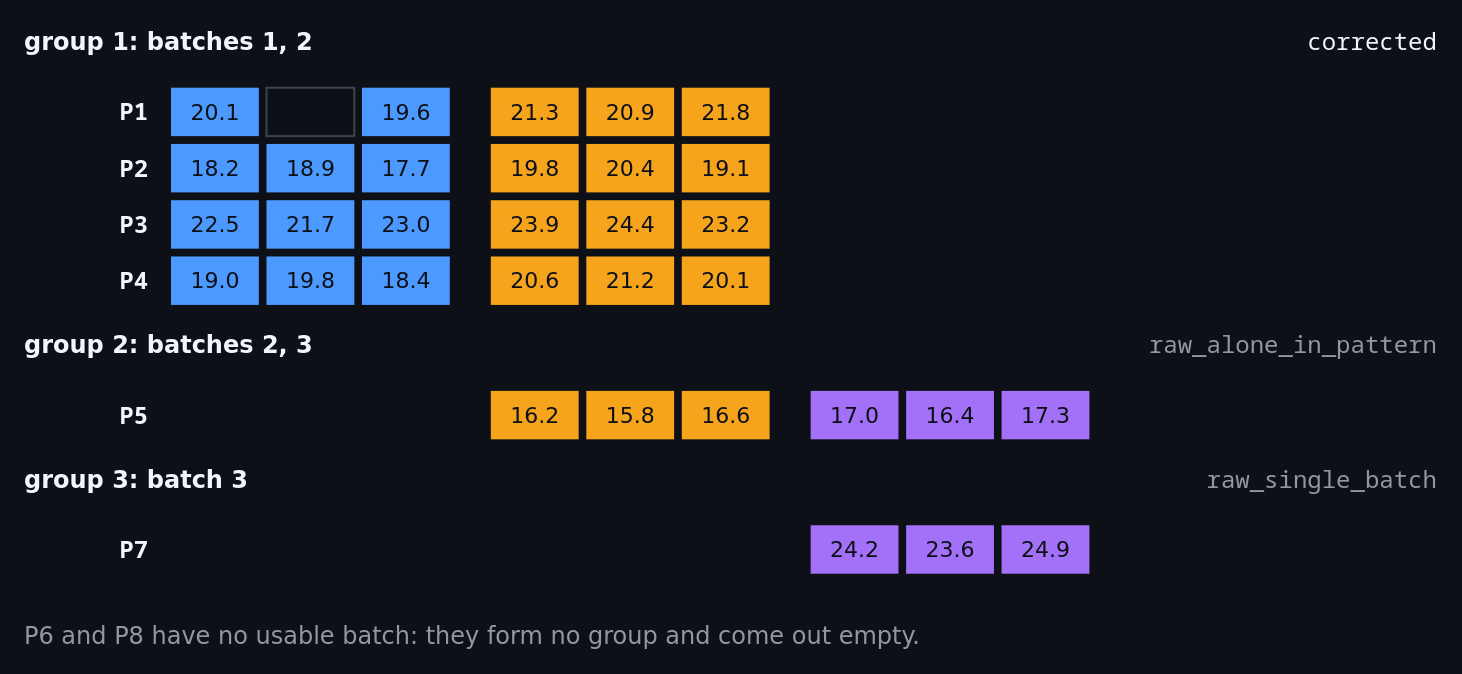 group 1: batches 1, 2 corrected
P1 20.1 19.6 21.3 20.9 21.8
P2 18.2 18.9 17.7 19.8 20.4 19.1
P3 22.5 21.7 23.0 23.9 24.4 23.2
P4 19.0 19.8 18.4 20.6 21.2 20.1
group 2: batches 2, 3 raw_alone_in_pattern
P5 16.2 15.8 16.6 17.0 16.4 17.3
group 3: batch 3 raw_single_batch
P7 24.2 23.6 24.9
P6 and P8 have no usable batch: they form no group and come out empty.